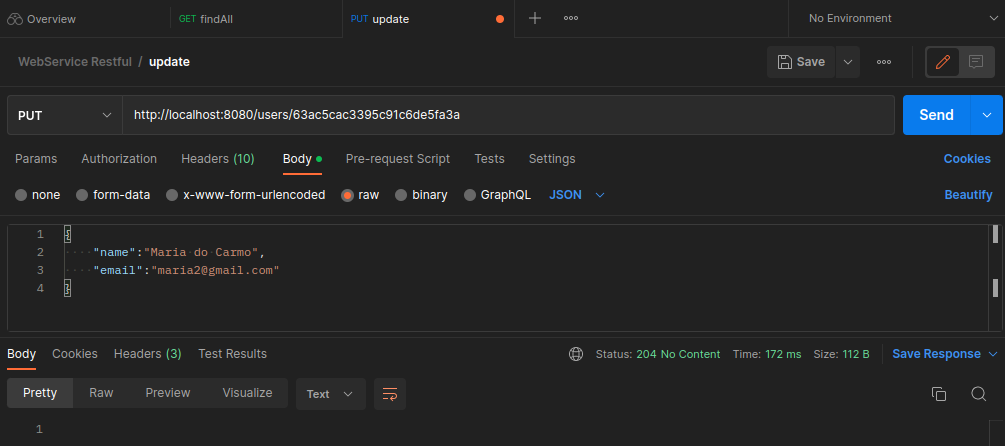 Overview GET findAll PUT update No Environment
WebService Restful / update Save
PUT http://localhost:8080/users/63ac5cac3395c91c6de5fa3a Send
Params Authorization Headers (10) Body Pre-request Script Tests Settings Cookies
none form-data x-www-form-urlencoded raw binary GraphQL JSON Beautify
1 {
2 "name":"Maria do Carmo",
3 "email":"maria2@gmail.com"
4 }
Body Cookies Headers (3) Test Results Status: 204 No Content Time: 172 ms Size: 112 B Save Response
Pretty Raw Preview Visualize Text
1